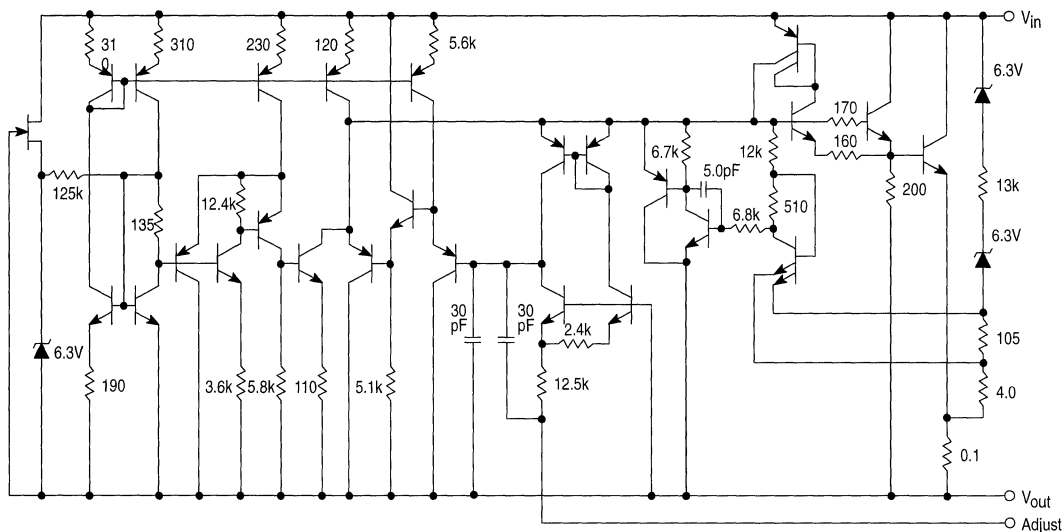 Vin
31
0
310
230
120
5.6k
6.3V
170
160
6.7k
12k
5.0pF
125k
12.4k
200
13k
135
6.8k
510
6.3V
30
pF
30
pF
6.3V
2.4k
105
190
3.6k
5.8k
110
5.1k
12.5k
4.0
0.1
Vout
Adjust